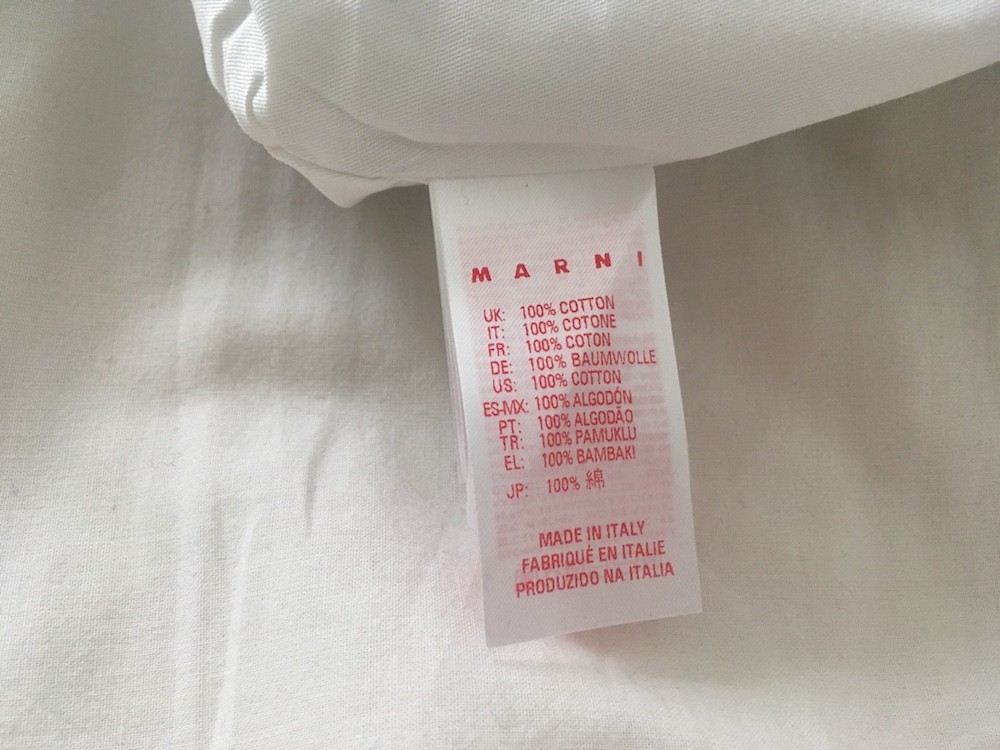 MARNI
UK: 100% COTTON
IT: 100% COTONE
FR: 100% COTON
DE: 100% BAUMWOLLE
US: 100% COTTON
ES-MX: 100% ALGODÓN
PT: 100% ALGODÃO
TR: 100% PAMUKLU
EL: 100% BAMBAKI
JP: 100% 綿
MADE IN ITALY
FABRIQUÉ EN ITALIE
PRODUZIDO NA ITALIA